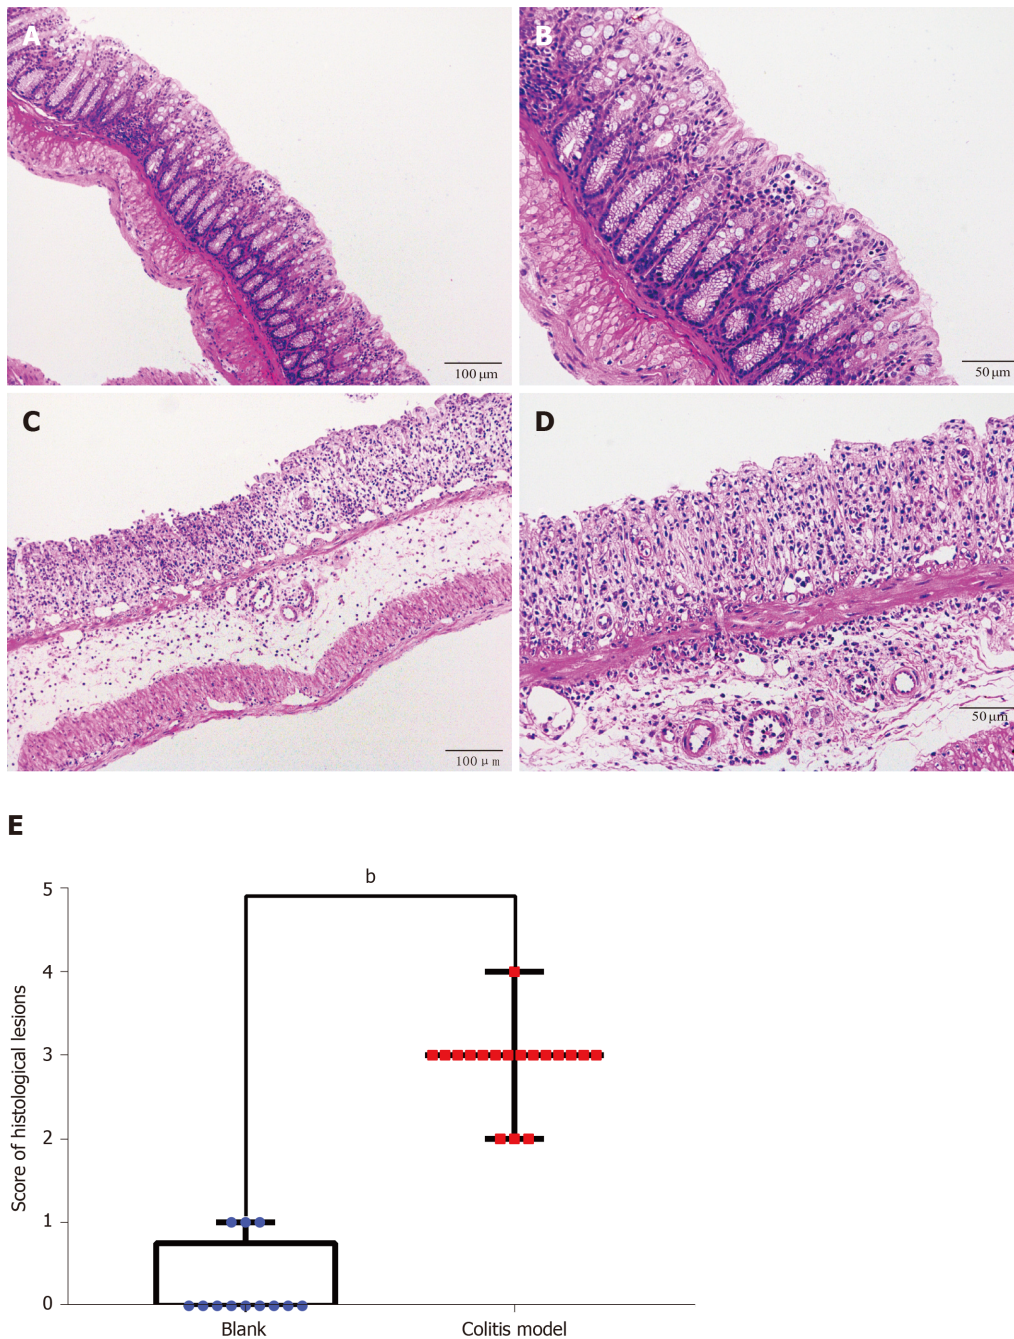 A
B
100 μm
50 μm
C
D
100 μm
50 μm
E
b
5
4
3
2
1
0
Score of histological lesions
Blank
Colitis model